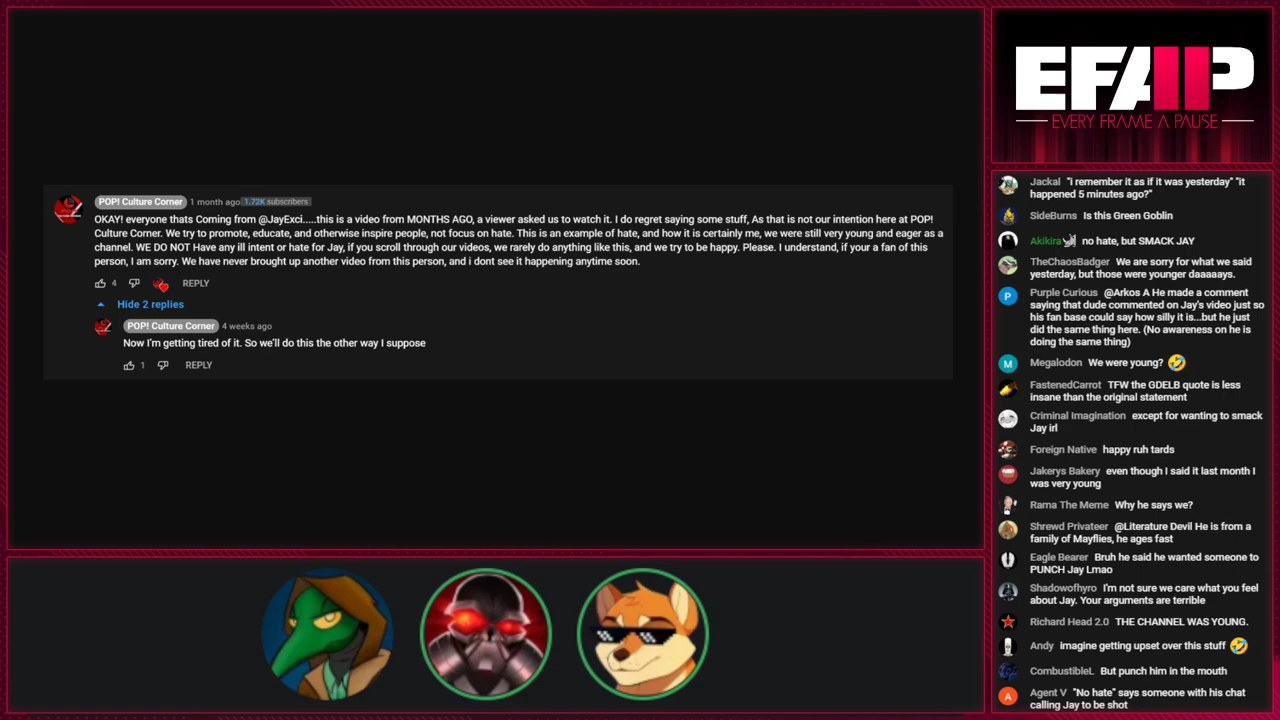 POP! Culture Corner 1 month ago 1.72K subscribers
OKAY! everyone thats Coming from @JayExci.....this is a video from MONTHS AGO, a viewer asked us to watch it. I do regret saying some stuff, As that is not our intention here at POP!
Culture Corner. We try to promote, educate, and otherwise inspire people, not focus on hate. This is an example of hate, and how it is certainly me, we were still very young and eager as a
channel. WE DO NOT Have any ill intent or hate for Jay, if you scroll through our videos, we rarely do anything like this, and we try to be happy. Please. I understand, if your a fan of this
person, I am sorry. We have never brought up another video from this person, and i dont see it happening anytime soon.
4 REPLY
Hide 2 replies
POP! Culture Corner 4 weeks ago
Now I'm getting tired of it. So we'll do this the other way I suppose
1 REPLY
EFAP
EVERY FRAME A PAUSE
Jackal "i remember it as if it was yesterday" "it
happened 5 minutes ago?"
SideBurns Is this Green Goblin
Akikira no hate, but SMACK JAY
TheChaosBadger We are sorry for what we said
yesterday, but those were younger daaaaays.
Purple Curious @Arkos A He made a comment
saying that dude commented on Jay's video just so
his fan base could say how silly it is...but he just
did the same thing here. (No awareness on he is
doing the same thing)
Megalodon We were young? 🤣
FastenedCarrot TFW the GDELB quote is less
insane than the original statement
Criminal Imagination except for wanting to smack
Jay irl
Foreign Native happy ruh tards
Jakerys Bakery even though I said it last month I
was very young
Rama The Meme Why he says we?
Shrewd Privateer @Literature Devil He is from a
family of Mayflies, he ages fast
Eagle Bearer Bruh he said he wanted someone to
PUNCH Jay Lmao
Shadowofhyro I'm not sure we care what you feel
about Jay. Your arguments are terrible
Richard Head 2.0 THE CHANNEL WAS YOUNG.
Andy imagine getting upset over this stuff 🤣
CombustibleL But punch him in the mouth
Agent V "No hate" says someone with his chat
calling Jay to be shot